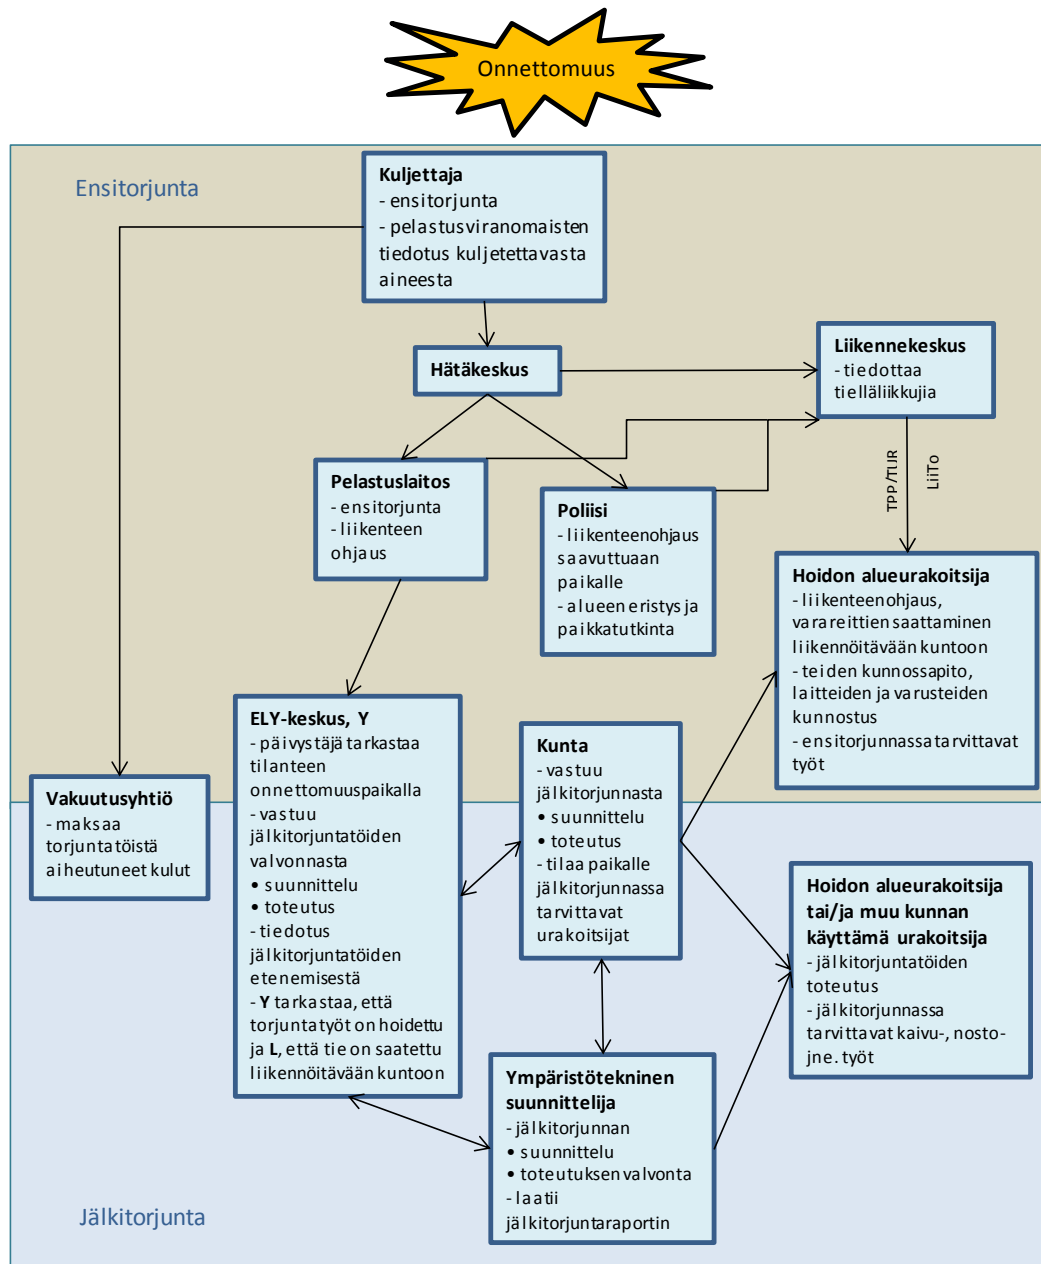 Onnettomuus
Ensitorjunta
Kuljettaja
- ensitorjunta
- pelastusviranomaisten
tiedotus kuljetettavasta
aineesta
Hätäkeskus
Liikennekeskus
- tiedottaa
tielläliikkujia
TPP/TUR
LiiTo
Pelastuslaitos
- ensitorjunta
- liikenteen
ohjaus
Poliisi
- liikenteenohjaus
saavuttuaan
paikalle
- alueen eristys ja
paikkatutkinta
Hoidon alueurakoitsija
- liikenteenohjaus,
varareittien saattaminen
liikennöitävään kuntoon
- teiden kunnossapito,
laitteiden ja varusteiden
kunnostus
- ensitorjunnassa tarvittavat
työt
ELY-keskus, Y
- päivystäjä tarkastaa
tilanteen
onnettomuuspaikalla
- vastuu
jälkitorjuntatöiden
valvonnasta
• suunnittelu
• toteutus
- tiedotus
jälkitorjuntatöiden
etenemisestä
- Y tarkastaa, että
torjuntatyöt on hoidettu
ja L, että tie on saatettu
liikennöitävään kuntoon
Kunta
- vastuu
jälkitorjunnasta
• suunnittelu
• toteutus
- tilaa paikalle
jälkitorjunnassa
tarvittavat
urakoitsijat
Vakuutusyhtiö
- maksaa
torjuntatöistä
aiheutuneet kulut
Hoidon alueurakoitsija
tai/ja muu kunnan
käyttämä urakoitsija
- jälkitorjuntatöiden
toteutus
- jälkitorjunnassa
tarvittavat kaivu-, nosto-
jne. työt
Ympäristötekninen
suunnittelija
- jälkitorjunnan
• suunnittelu
• toteutuksen valvonta
- laatii
jälkitorjuntaraportin
Jälkitorjunta